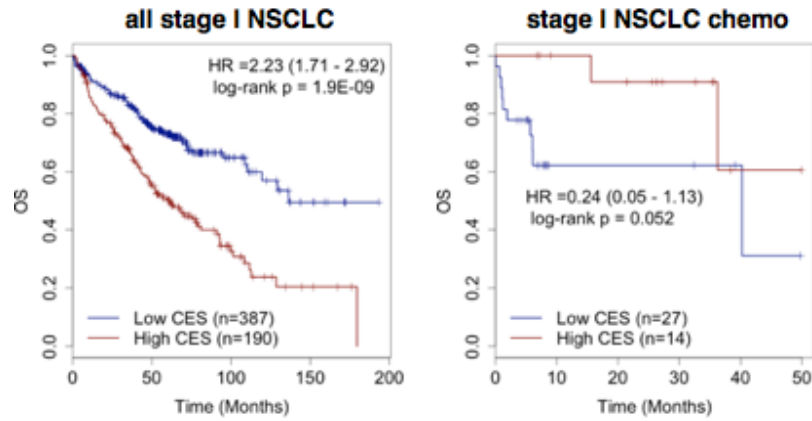 all stage I NSCLC
HR =2.23 (1.71 - 2.92)
log-rank p = 1.9E-09
OS
1.0
0.8
0.6
0.4
0.2
0.0
Low CES (n=387)
High CES (n=190)
0 50 100 150 200
Time (Months)
stage I NSCLC chemo
OS
1.0
0.8
0.6
0.4
0.2
0.0
HR =0.24 (0.05 - 1.13)
log-rank p = 0.052
Low CES (n=27)
High CES (n=14)
0 10 20 30 40 50
Time (Months)